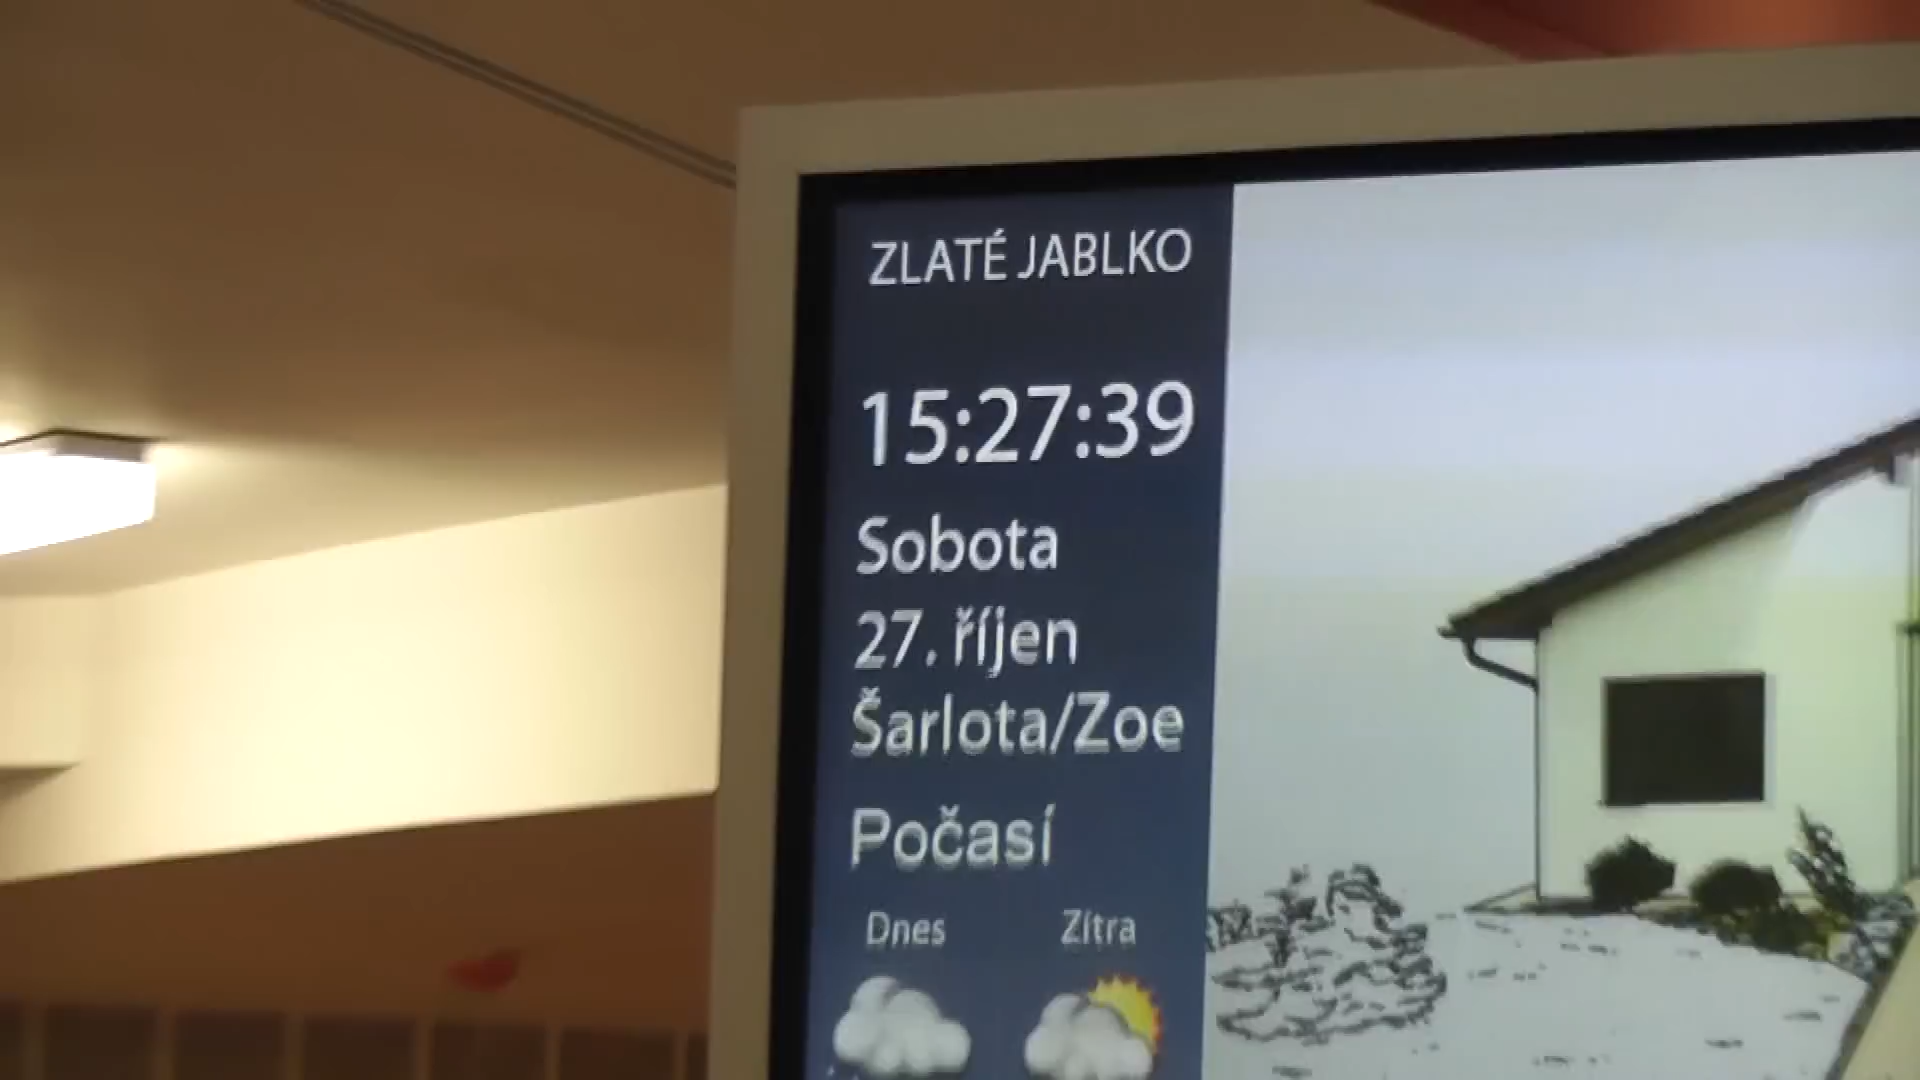 ZLATÉ JABLKO
15:27:39
Sobota
27. říjen
Šarlota/Zoe
Počasí
Dnes Zítra